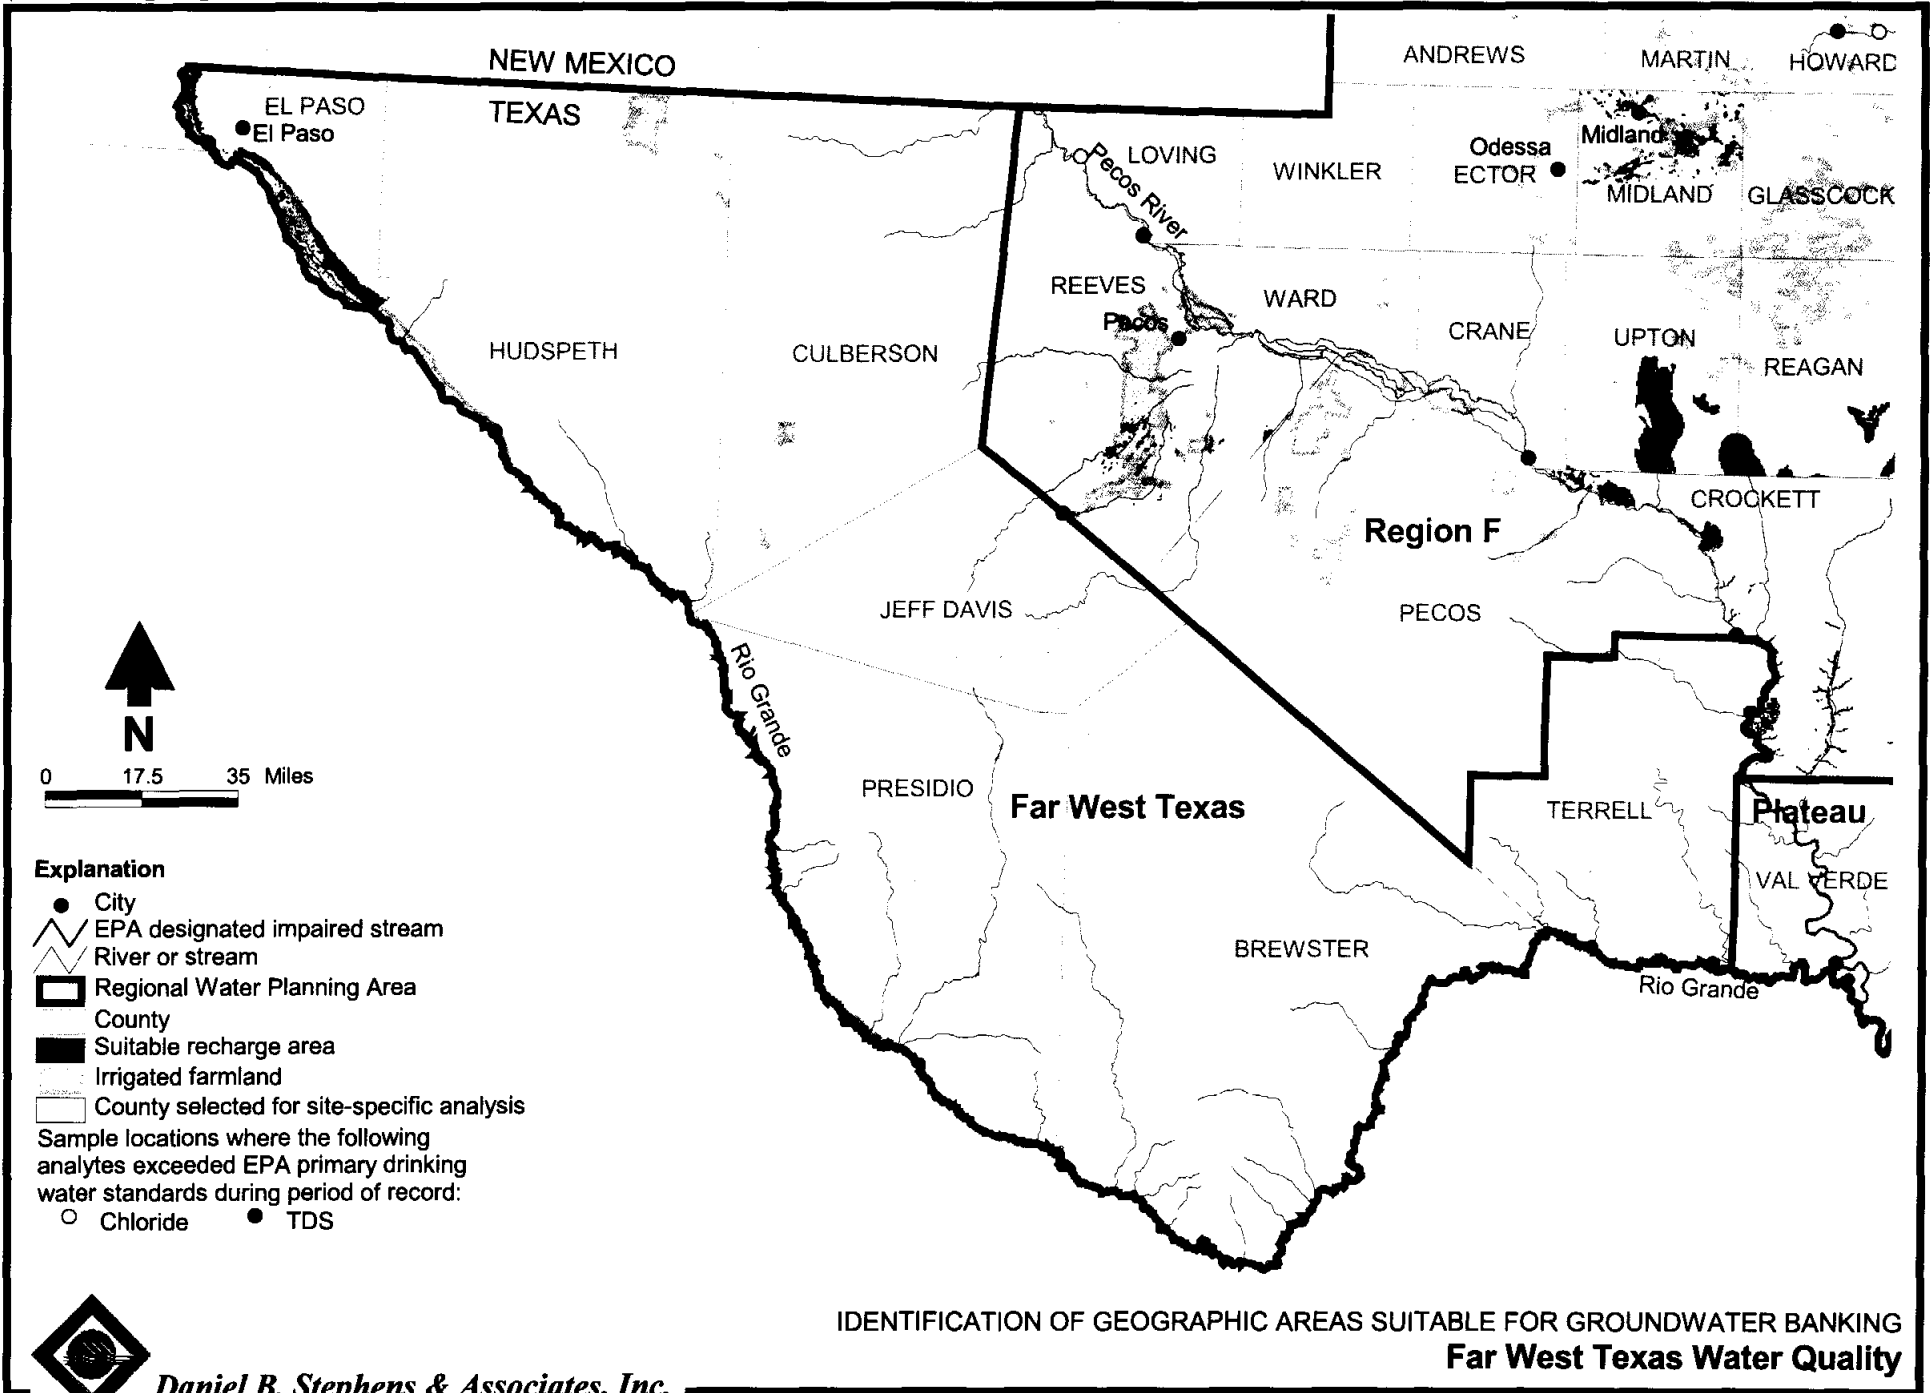 NEW MEXICO
TEXAS
ANDREWS
MARTIN
HOWARD
EL PASO
El Paso
Pecos River
LOVING
WINKLER
Odessa
ECTOR
Midland
MIDLAND
GLASSCOCK
REEVES
Pecos
WARD
CRANE
UPTON
REAGAN
HUDSPETH
CULBERSON
CROCKETT
Region F
JEFF DAVIS
PECOS
Rio Grande
N
0 17.5 35 Miles
PRESIDIO
Far West Texas
TERRELL
Plateau
VAL VERDE
BREWSTER
Rio Grande
Explanation
City
EPA designated impaired stream
River or stream
Regional Water Planning Area
County
Suitable recharge area
Irrigated farmland
County selected for site-specific analysis
Sample locations where the following
analytes exceeded EPA primary drinking
water standards during period of record:
Chloride TDS
IDENTIFICATION OF GEOGRAPHIC AREAS SUITABLE FOR GROUNDWATER BANKING
Far West Texas Water Quality
Daniel B. Stephens & Associates, Inc.